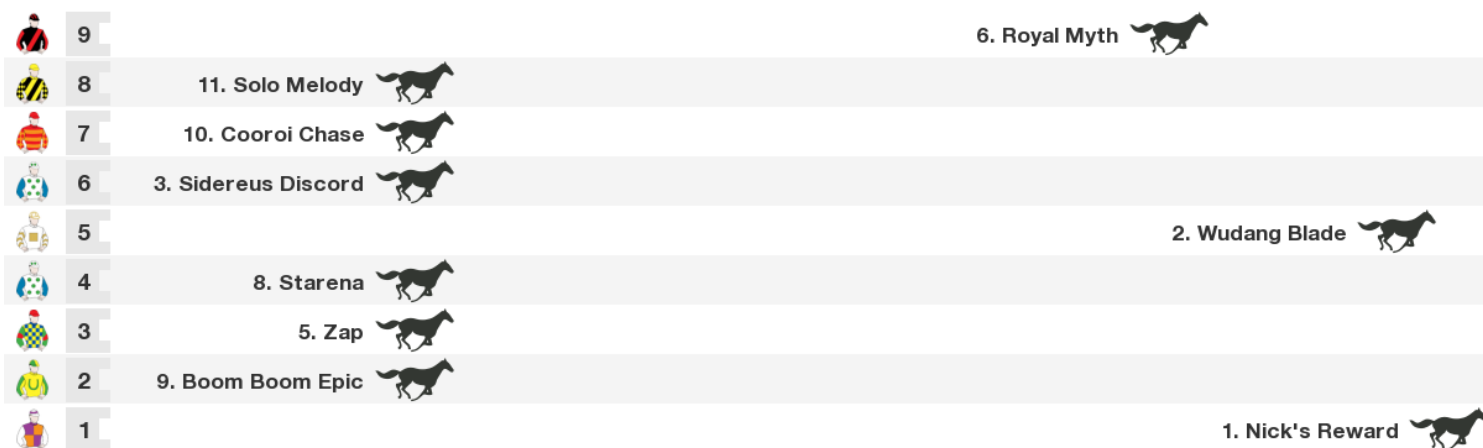 9 6. Royal Myth
8 11. Solo Melody
7 10. Cooroi Chase
6 3. Sidereus Discord
5 2. Wudang Blade
4 8. Starena
3 5. Zap
2 9. Boom Boom Epic
1 1. Nick's Reward